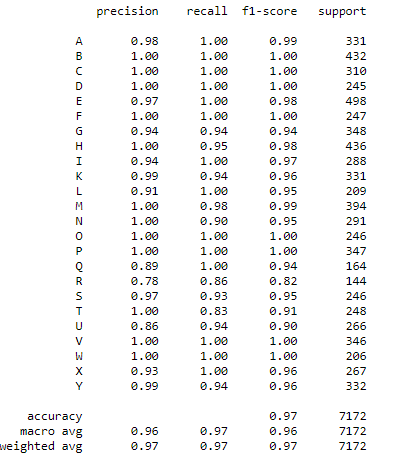 precision recall f1-score support
A 0.98 1.00 0.99 331
B 1.00 1.00 1.00 432
C 1.00 1.00 1.00 310
D 1.00 1.00 1.00 245
E 0.97 1.00 0.98 498
F 1.00 1.00 1.00 247
G 0.94 0.94 0.94 348
H 1.00 0.95 0.98 436
I 0.94 1.00 0.97 288
K 0.99 0.94 0.96 331
L 0.91 1.00 0.95 209
M 1.00 0.98 0.99 394
N 1.00 0.90 0.95 291
O 1.00 1.00 1.00 246
P 1.00 1.00 1.00 347
Q 0.89 1.00 0.94 164
R 0.78 0.86 0.82 144
S 0.97 0.93 0.95 246
T 1.00 0.83 0.91 248
U 0.86 0.94 0.90 266
V 1.00 1.00 1.00 346
W 1.00 1.00 1.00 206
X 0.93 1.00 0.96 267
Y 0.99 0.94 0.96 332
accuracy 0.97 7172
macro avg 0.96 0.97 0.96 7172
weighted avg 0.97 0.97 0.97 7172